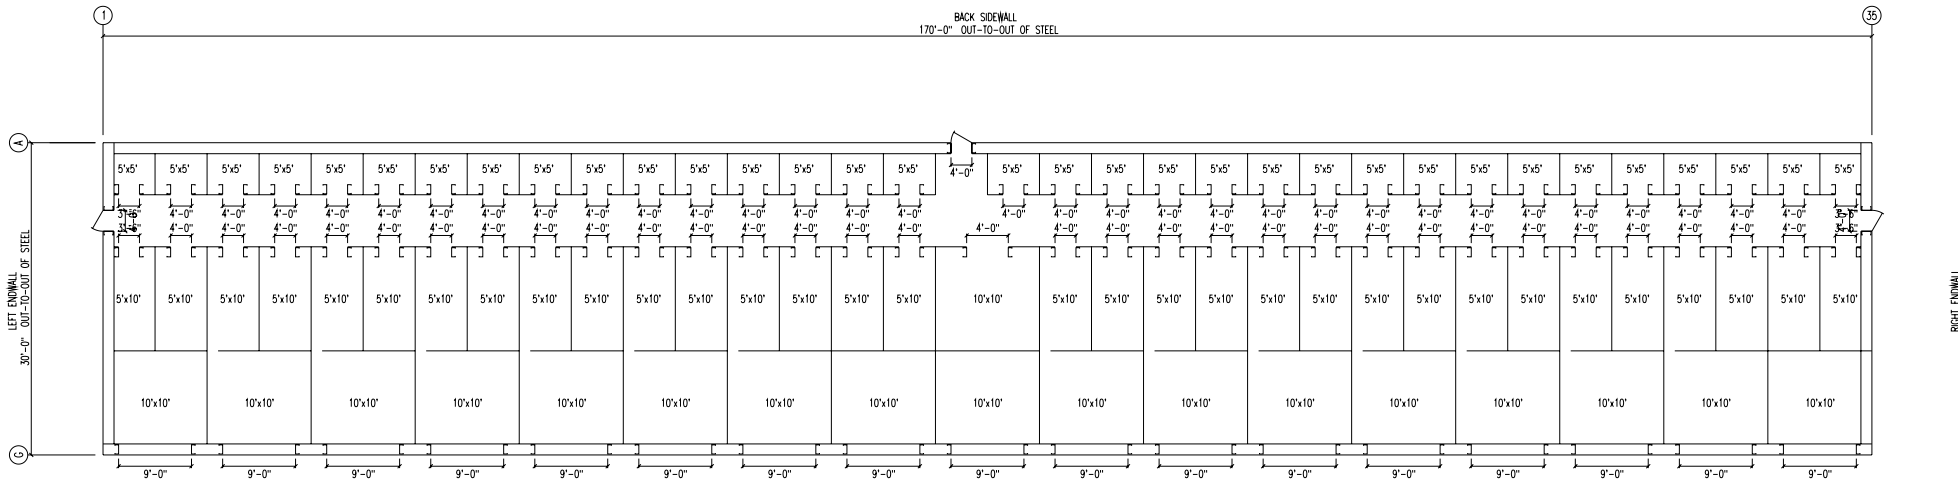 1
35
BACK SIDEWALL
170'-0" OUT-TO-OUT OF STEEL
A
5'x5' 5'x5' 5'x5' 5'x5' 5'x5' 5'x5' 5'x5' 5'x5' 5'x5' 5'x5' 5'x5' 5'x5' 5'x5' 5'x5' 5'x5' 5'x5' 5'x5' 5'x5' 5'x5' 5'x5' 5'x5' 5'x5' 5'x5' 5'x5' 5'x5' 5'x5' 5'x5' 5'x5' 5'x5' 5'x5' 5'x5' 5'x5' 5'x5'
4'-0"
4'-0" 4'-0" 4'-0" 4'-0" 4'-0" 4'-0" 4'-0" 4'-0" 4'-0" 4'-0" 4'-0" 4'-0" 4'-0" 4'-0" 4'-0" 4'-0" 4'-0" 4'-0" 4'-0" 4'-0" 4'-0" 4'-0" 4'-0" 4'-0" 4'-0" 4'-0" 4'-0" 4'-0" 4'-0" 4'-0" 4'-0"
4'-0" 4'-0" 4'-0" 4'-0" 4'-0" 4'-0" 4'-0" 4'-0" 4'-0" 4'-0" 4'-0" 4'-0" 4'-0" 4'-0" 4'-0" 4'-0" 4'-0" 4'-0" 4'-0" 4'-0" 4'-0" 4'-0" 4'-0" 4'-0" 4'-0" 4'-0" 4'-0" 4'-0" 4'-0" 4'-0" 4'-0"
LEFT ENDWALL
30'-0" OUT-TO-OUT OF STEEL
5'x10' 5'x10' 5'x10' 5'x10' 5'x10' 5'x10' 5'x10' 5'x10' 5'x10' 5'x10' 5'x10' 5'x10' 5'x10' 5'x10' 5'x10' 5'x10' 10'x10' 5'x10' 5'x10' 5'x10' 5'x10' 5'x10' 5'x10' 5'x10' 5'x10' 5'x10' 5'x10' 5'x10' 5'x10' 5'x10' 5'x10' 5'x10' 5'x10'
RIGHT ENDWALL
10'x10' 10'x10' 10'x10' 10'x10' 10'x10' 10'x10' 10'x10' 10'x10' 10'x10' 10'x10' 10'x10' 10'x10' 10'x10' 10'x10' 10'x10' 10'x10' 10'x10'
G
9'-0" 9'-0" 9'-0" 9'-0" 9'-0" 9'-0" 9'-0" 9'-0" 9'-0" 9'-0" 9'-0" 9'-0" 9'-0" 9'-0" 9'-0" 9'-0" 9'-0"